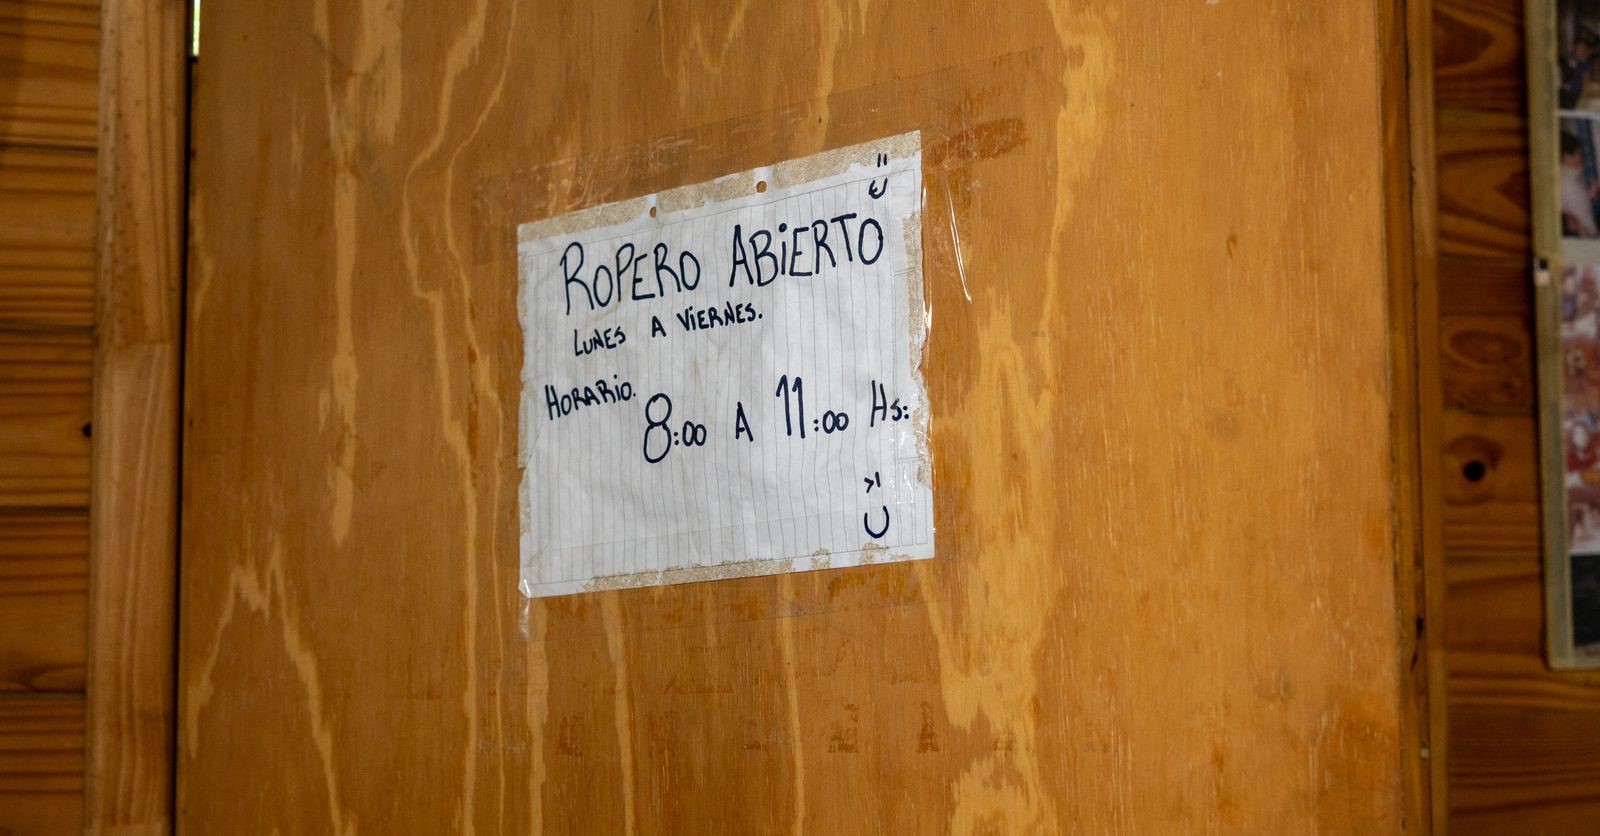 ROPERO ABiERTO
LUNES A ViERNES.
HORARiO. 8:00 A 11:00 Hs: